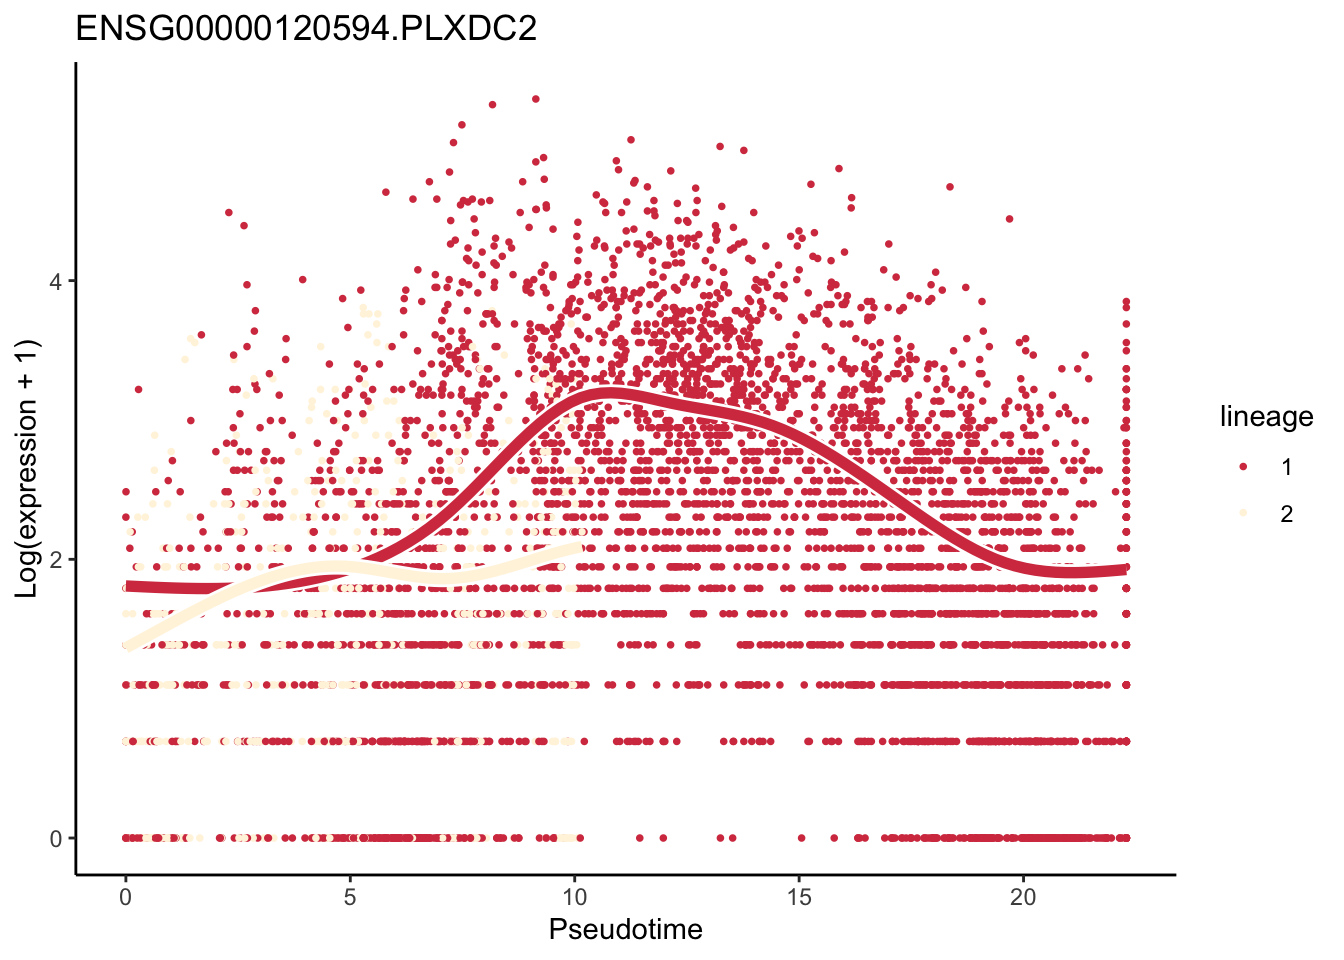 ENSG00000120594.PLXDC2
Log(expression + 1)
4
2
0
0
5
10
15
20
Pseudotime
lineage
1
2